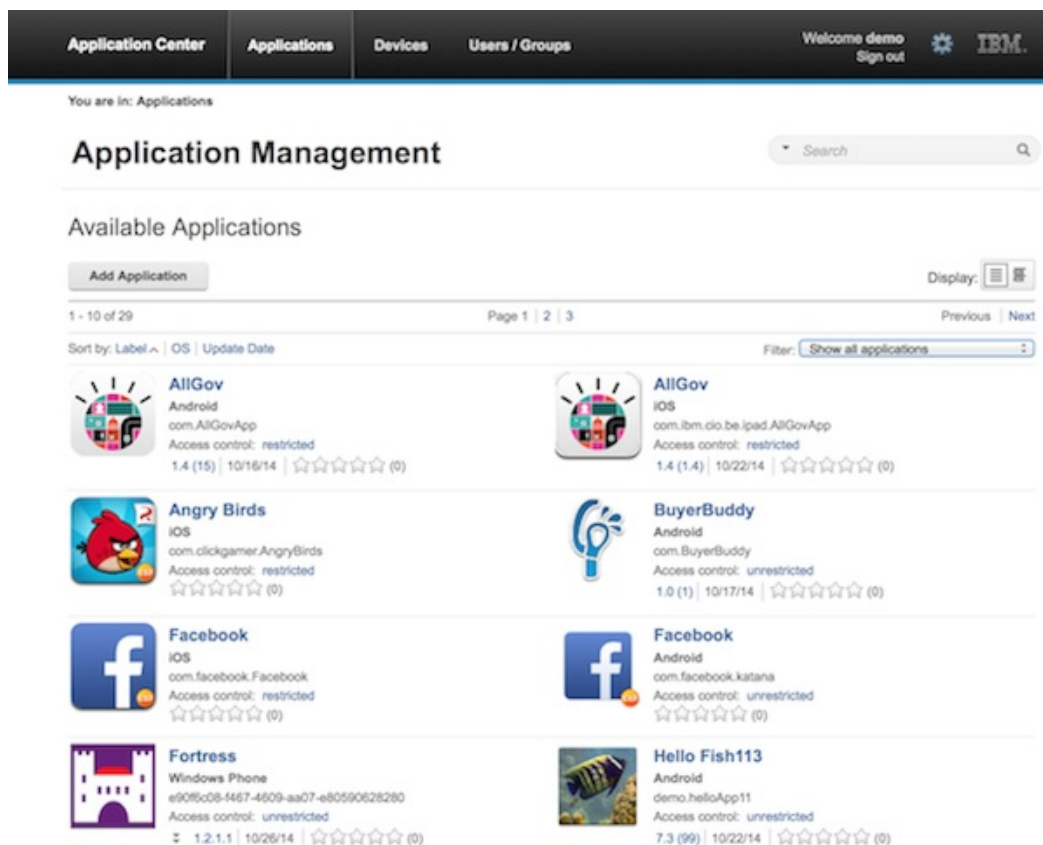 Application Center Applications Devices Users / Groups Welcome demo IBM.
Sign out
You are in: Applications
Application Management Search
Available Applications
Add Application Display:
1 - 10 of 29 Page 1 | 2 | 3 Previous | Next
Sort by: Label | OS | Update Date Filter: Show all applications
AllGov
Android
com.AllGovApp
Access control: restricted
1.4 (15) | 10/16/14 | (0)
AllGov
iOS
com.ibm.cio.be.ipad.AllGovApp
Access control: restricted
1.4 (1.4) | 10/22/14 | (0)
Angry Birds
iOS
com.clickgamer.AngryBirds
Access control: restricted
(0)
BuyerBuddy
Android
com.BuyerBuddy
Access control: unrestricted
1.0 (1) | 10/17/14 | (0)
Facebook
iOS
com.facebook.Facebook
Access control: restricted
(0)
Facebook
Android
com.facebook.katana
Access control: unrestricted
(0)
Fortress
Windows Phone
e90f6c08-f467-4609-aa07-e80590628280
Access control: unrestricted
1.2.1.1 | 10/26/14 | (0)
Hello Fish113
Android
demo.helloApp11
Access control: unrestricted
7.3 (99) | 10/22/14 | (0)